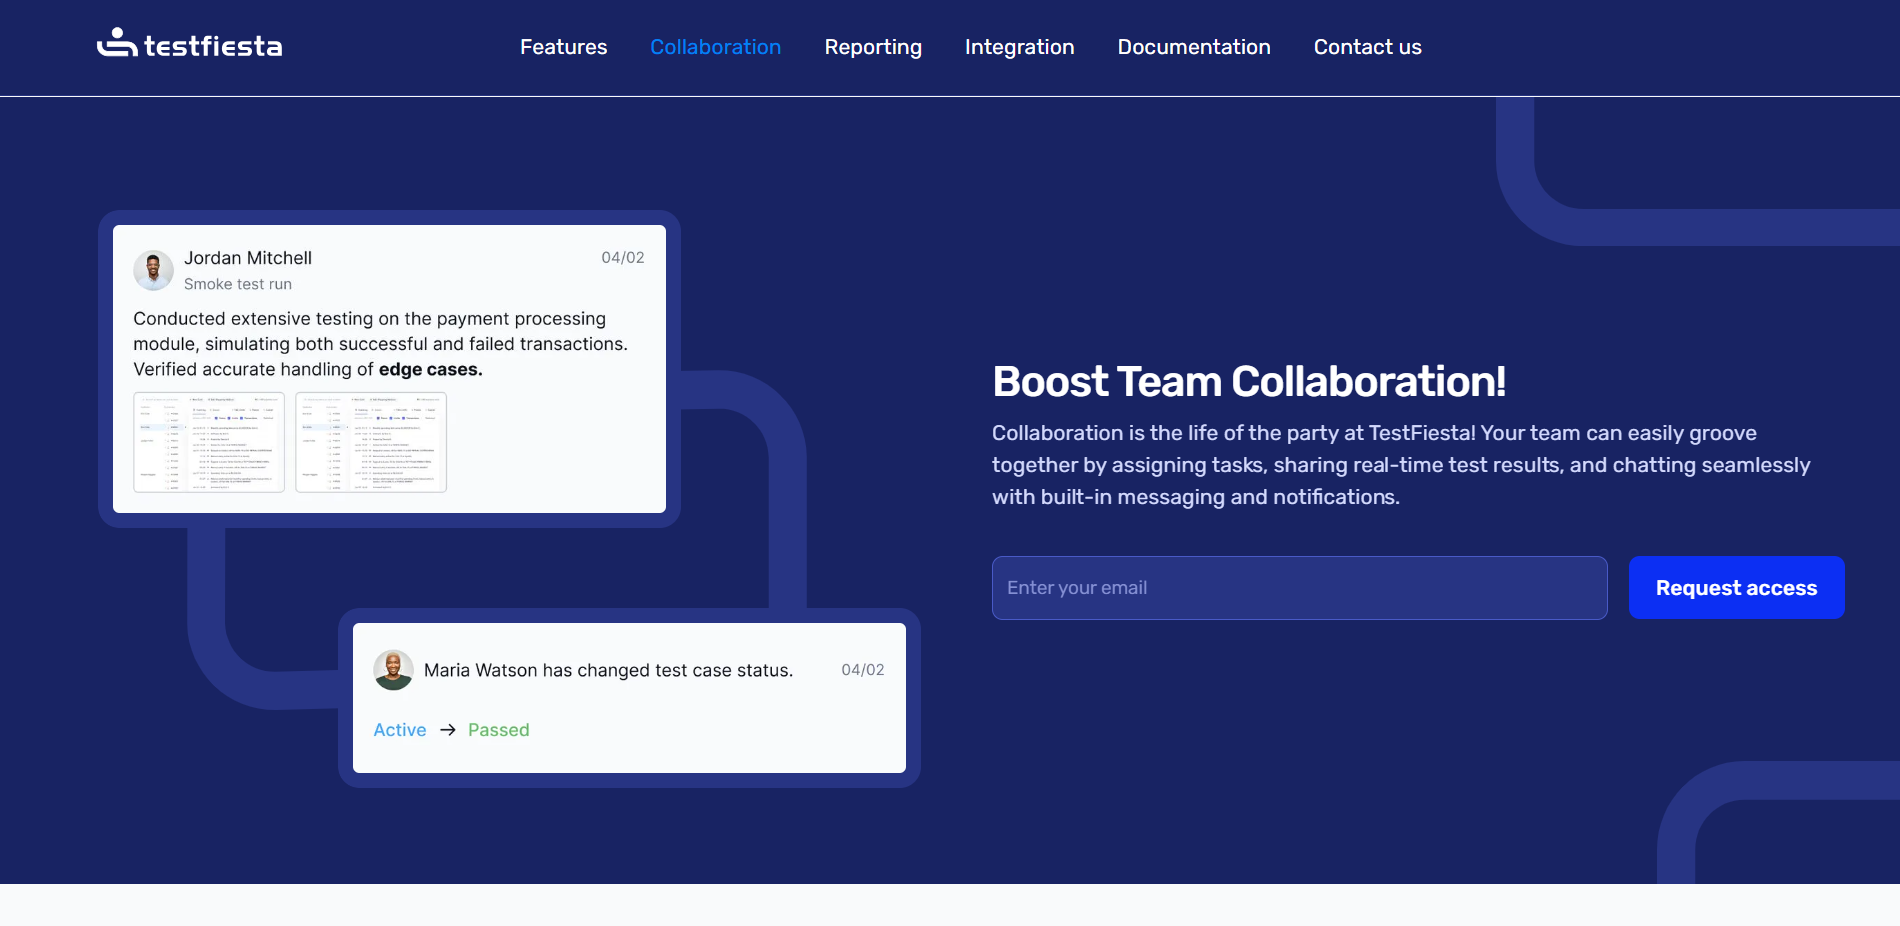 testfiesta
Features
Collaboration
Reporting
Integration
Documentation
Contact us
Jordan Mitchell
04/02
Smoke test run
Conducted extensive testing on the payment processing
module, simulating both successful and failed transactions.
Verified accurate handling of edge cases.
Maria Watson has changed test case status.
04/02
Active → Passed
Boost Team Collaboration!
Collaboration is the life of the party at TestFiesta! Your team can easily groove
together by assigning tasks, sharing real-time test results, and chatting seamlessly
with built-in messaging and notifications.
Enter your email
Request access